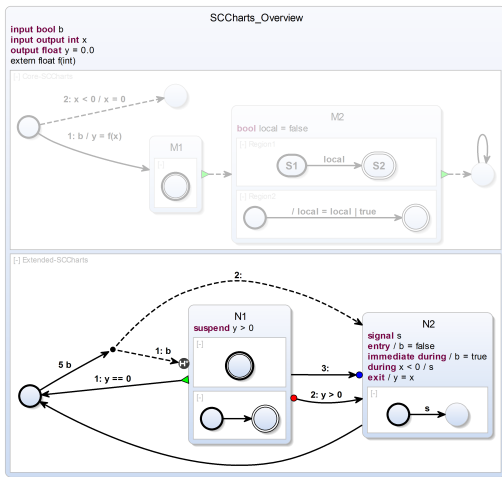 SCCharts_Overview
input bool b
input output int x
output float y = 0.0
extern float f(int)
[-] Core-SCCharts
2: x < 0 / x = 0
1: b / y = f(x)
M1
[-]
M2
bool local = false
[-] Region1
S1
local
S2
[-] Region2
/ local = local | true
[-] Extended-SCCharts
2:
N1
suspend y > 0
[-]
N2
signal s
entry / b = false
immediate during / b = true
during x < 0 / s
exit / y = x
1: b
H*
5 b
1: y == 0
3:
2: y > 0
[-]
s